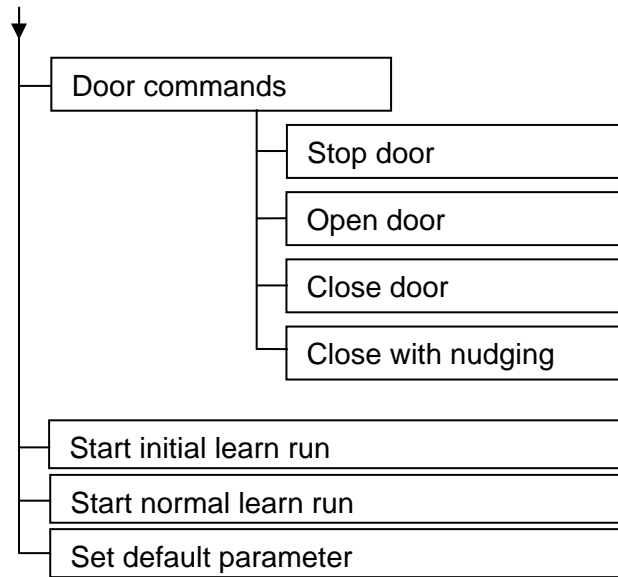 Door commands
Stop door
Open door
Close door
Close with nudging
Start initial learn run
Start normal learn run
Set default parameter